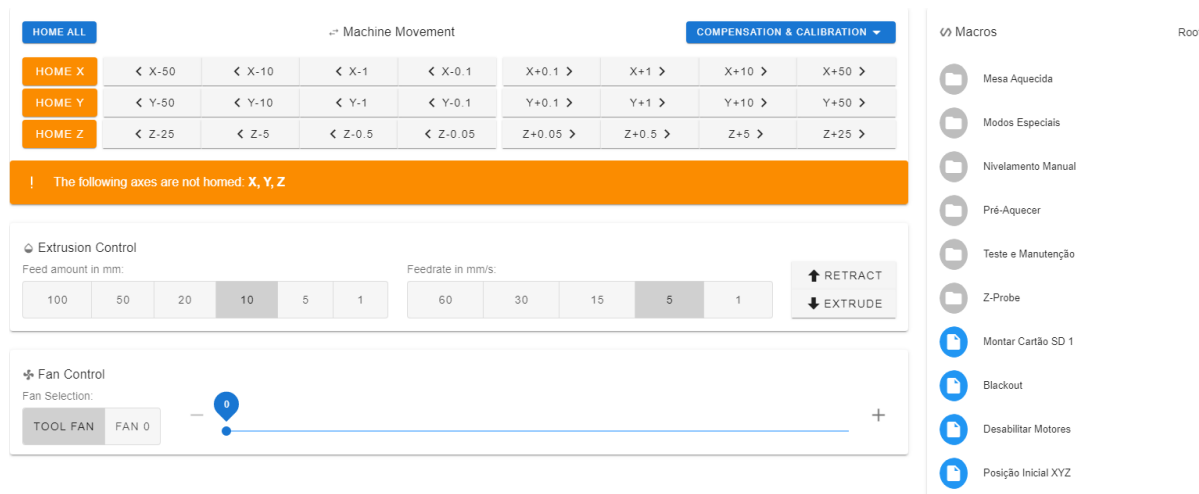 HOME ALL
Machine Movement
COMPENSATION & CALIBRATION
HOME X X-50 X-10 X-1 X-0.1 X+0.1 X+1 X+10 X+50
HOME Y Y-50 Y-10 Y-1 Y-0.1 Y+0.1 Y+1 Y+10 Y+50
HOME Z Z-25 Z-5 Z-0.5 Z-0.05 Z+0.05 Z+0.5 Z+5 Z+25
! The following axes are not homed: X, Y, Z
Extrusion Control
Feed amount in mm:
100 50 20 10 5 1
Feedrate in mm/s:
60 30 15 5 1
RETRACT
EXTRUDE
Fan Control
Fan Selection:
TOOL FAN FAN 0
0
Macros
Mesa Aquecida
Modos Especiais
Nivelamento Manual
Pré-Aquecer
Teste e Manutenção
Z-Probe
Montar Cartão SD 1
Blackout
Desabilitar Motores
Posição Inicial XYZ